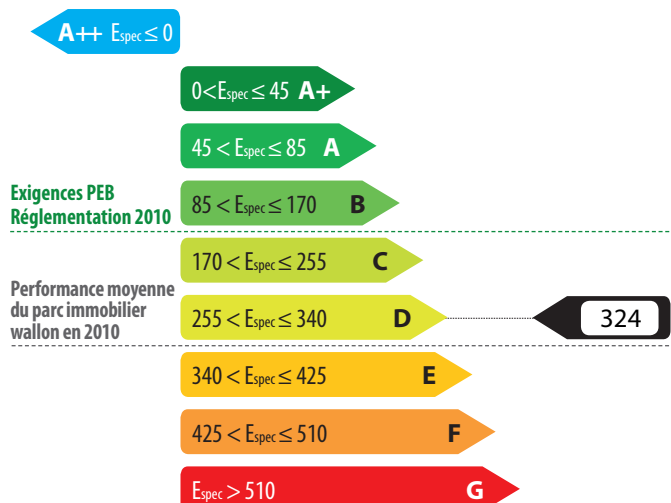 A++ Espec ≤ 0
0<Espec ≤ 45 A+
45 < Espec ≤ 85 A
Exigences PEB
Réglementation 2010
85 < Espec ≤ 170 B
170 < Espec ≤ 255 C
Performance moyenne
du parc immobilier
wallon en 2010
255 < Espec ≤ 340 D
324
340 < Espec ≤ 425 E
425 < Espec ≤ 510 F
Espec > 510 G